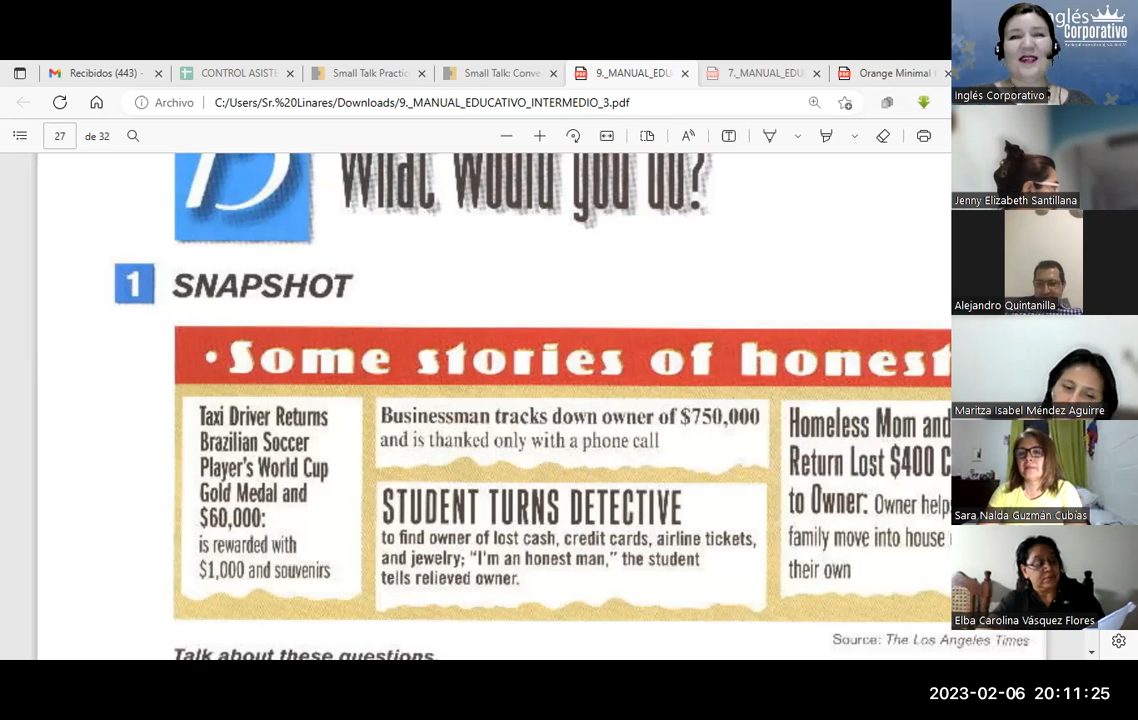 Recibidos (443) -
CONTROL ASIST
Small Talk Practic
Small Talk: Conve
9._MANUAL_EDU
7._MANUAL_EDU
Orange Minimal
Archivo
C:/Users/Sr.%20Linares/Downloads/9._MANUAL_EDUCATIVO_INTERMEDIO_3.pdf
27
de 32
What would you do?
1 SNAPSHOT
• Some stories of honest
Taxi Driver Returns
Brazilian Soccer
Player's World Cup
Gold Medal and
$60,000:
is rewarded with
$1,000 and souvenirs
Businessman tracks down owner of $750,000
and is thanked only with a phone call
STUDENT TURNS DETECTIVE
to find owner of lost cash, credit cards, airline tickets,
and jewelry; "I'm an honest man," the student
tells relieved owner.
Homeless Mom and
Return Lost $400 C
to Owner: Owner help
family move into house
their own
Source: The Los Angeles Times
Talk about these questions.
Inglés
Corporativo
Inglés Corporativo
Jenny Elizabeth Santillana
Alejandro Quintanilla
Maritza Isabel Méndez Aguirre
Sara Nalda Guzmán Cubías
Elba Carolina Vásquez Flores
2023-02-06 20:11:25